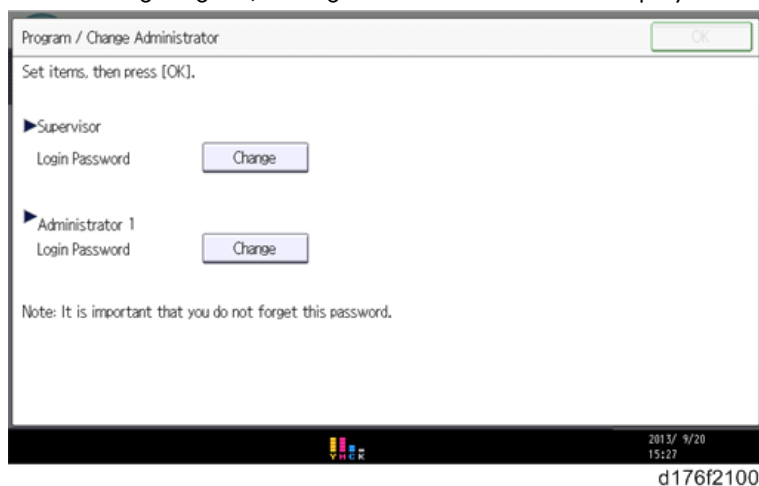 Program / Change Administrator OK
Set items, then press [OK].
▶Supervisor
Login Password Change
▶Administrator 1
Login Password Change
Note: It is important that you do not forget this password.
2013/ 9/20
Y M C K 15:27
d176f2100